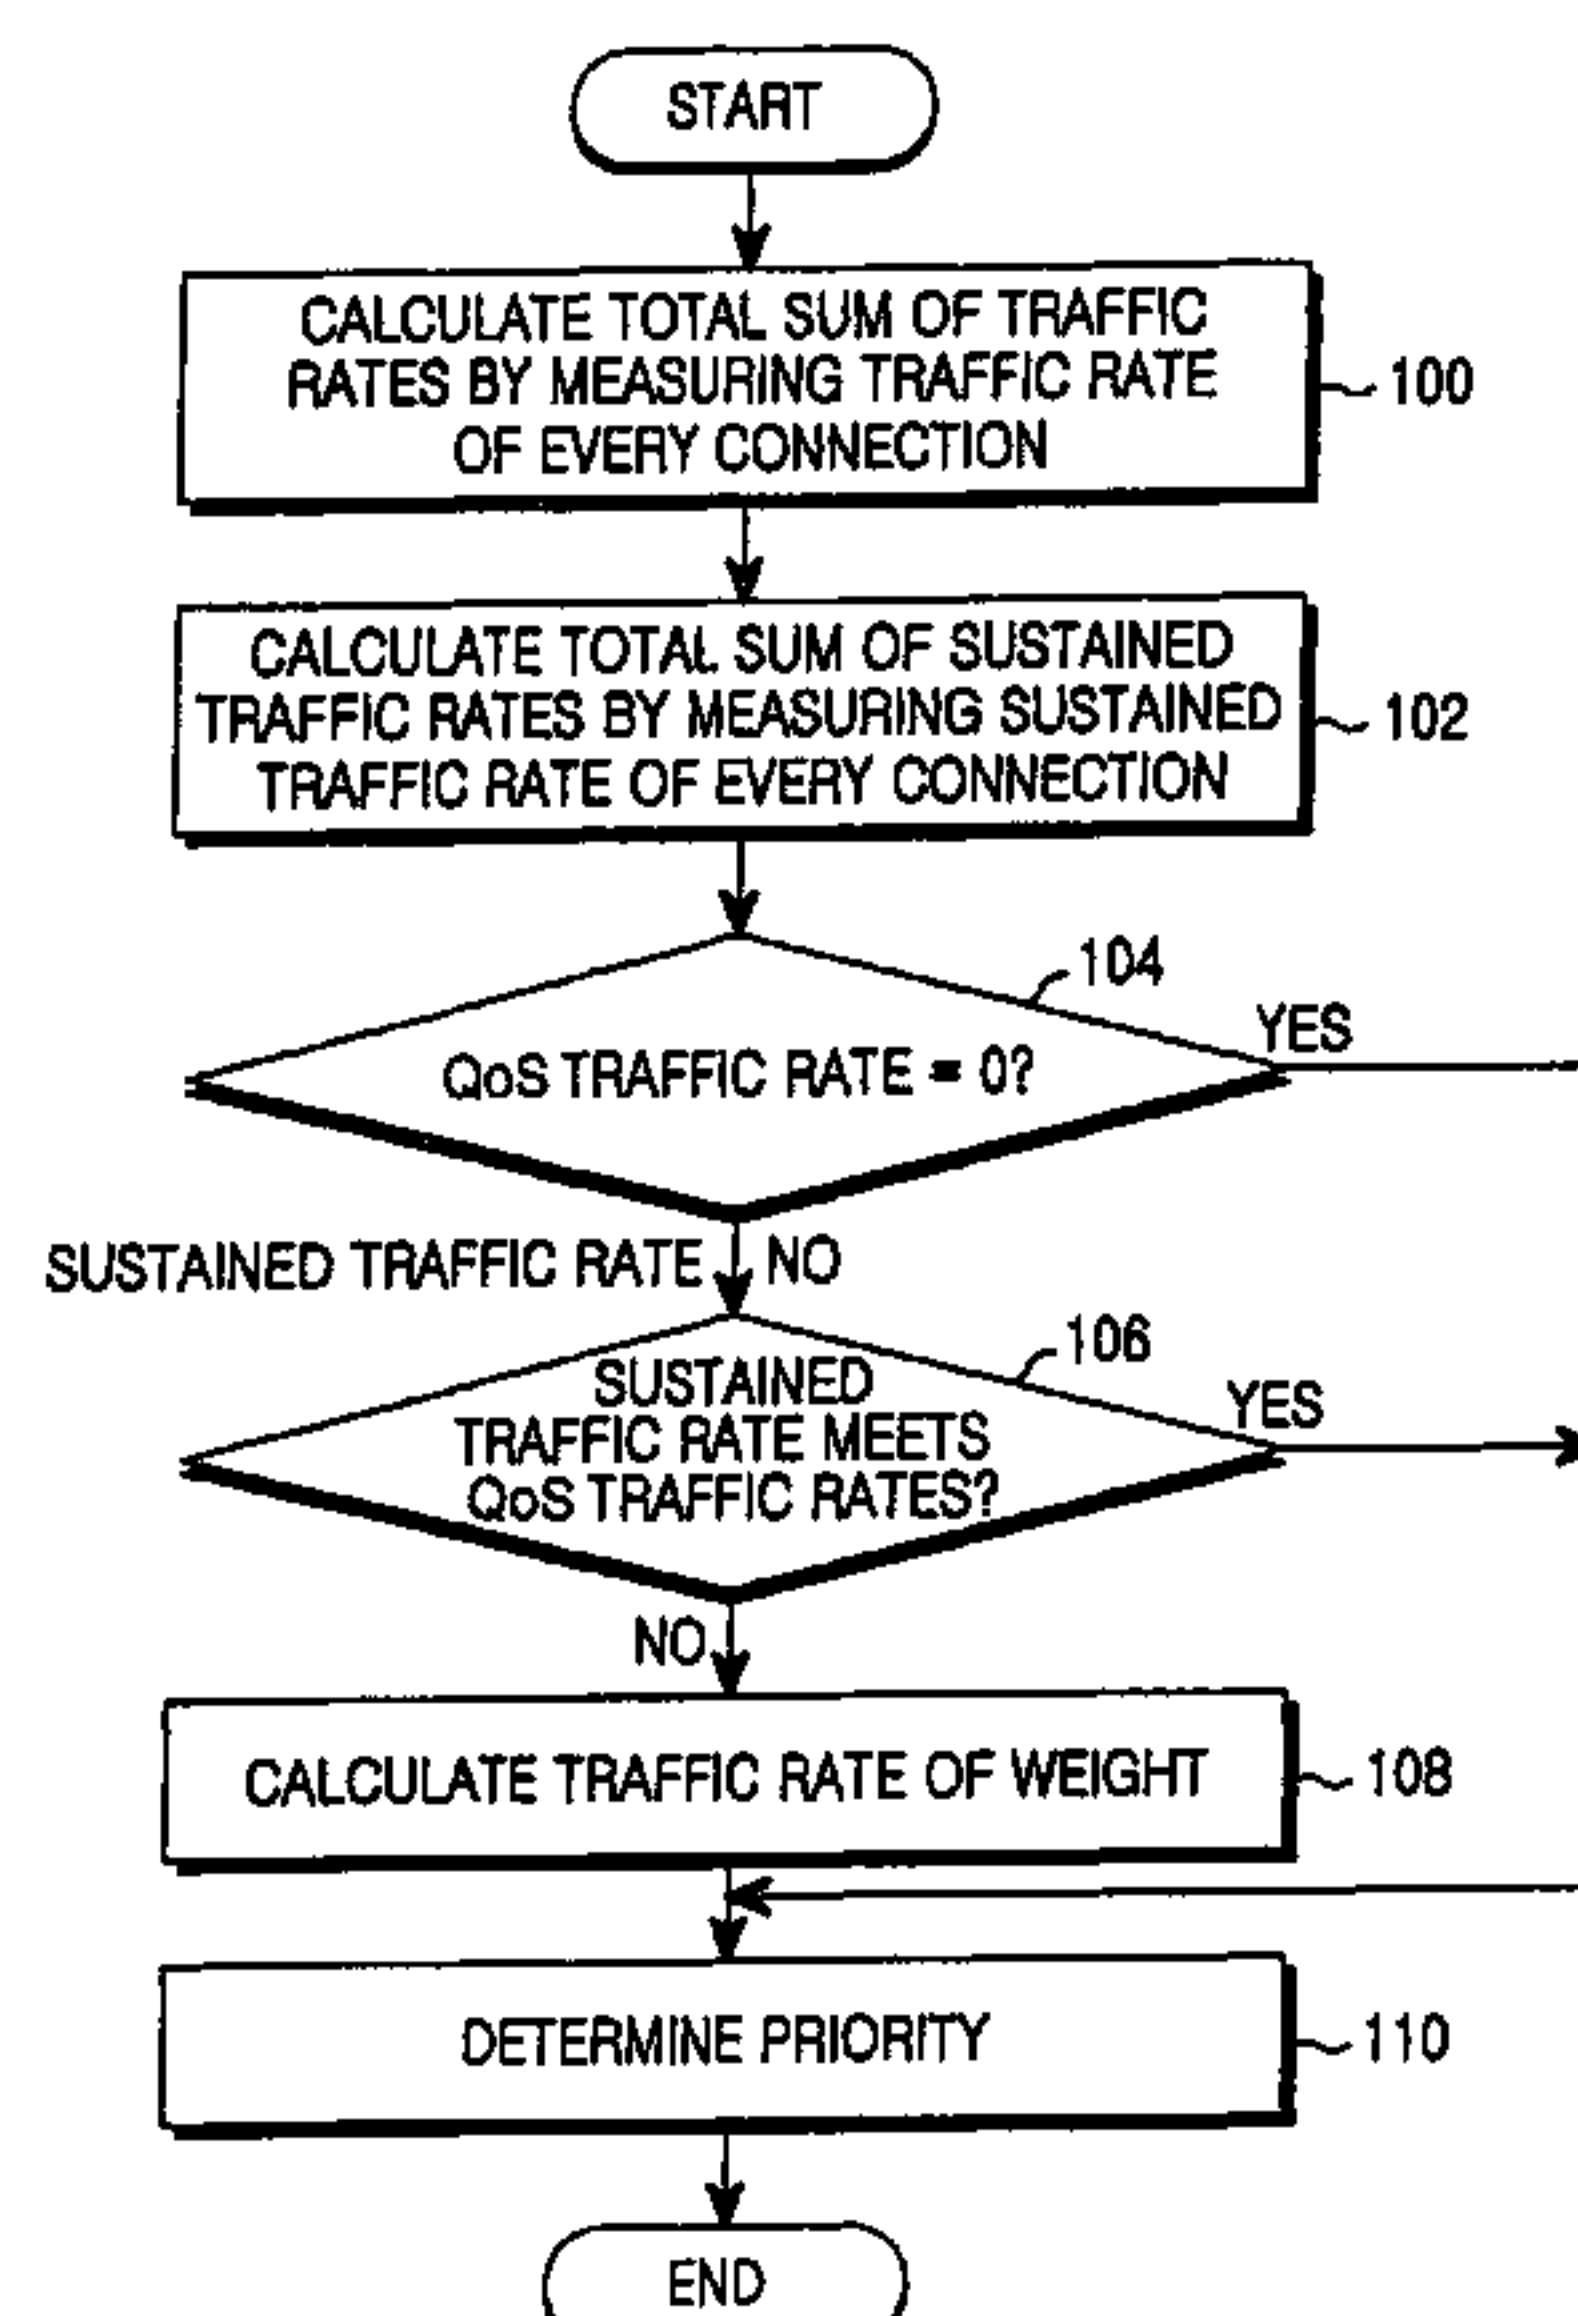 START
CALCULATE TOTAL SUM OF TRAFFIC
RATES BY MEASURING TRAFFIC RATE
OF EVERY CONNECTION
100
CALCULATE TOTAL SUM OF SUSTAINED
TRAFFIC RATES BY MEASURING SUSTAINED
TRAFFIC RATE OF EVERY CONNECTION
102
104
QoS TRAFFIC RATE = 0?
YES
SUSTAINED TRAFFIC RATE
NO
106
SUSTAINED
TRAFFIC RATE MEETS
QoS TRAFFIC RATES?
YES
NO
CALCULATE TRAFFIC RATE OF WEIGHT
108
DETERMINE PRIORITY
110
END